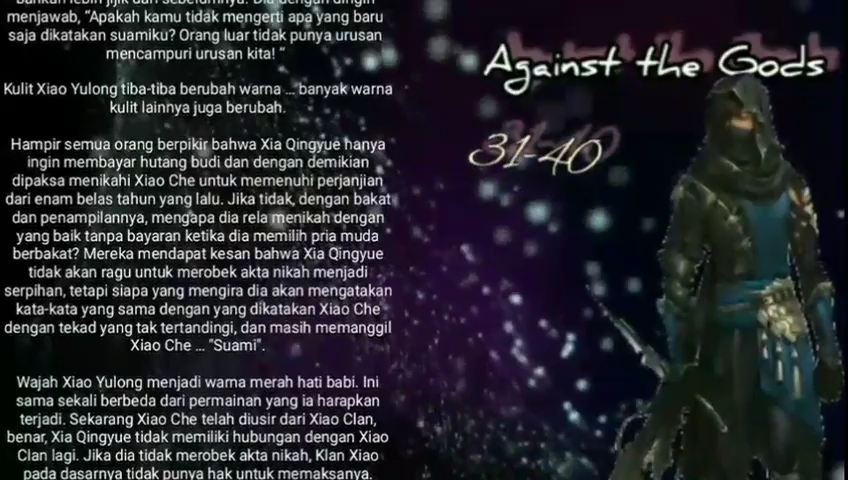 bahkan lebih jijik dari sebelumnya. Dia dengan dingin
menjawab, “Apakah kamu tidak mengerti apa yang baru
saja dikatakan suamiku? Orang luar tidak punya urusan
mencampuri urusan kita! “
Kulit Xiao Yulong tiba-tiba berubah warna … banyak warna
kulit lainnya juga berubah.
Hampir semua orang berpikir bahwa Xia Qingyue hanya
ingin membayar hutang budi dan dengan demikian
dipaksa menikahi Xiao Che untuk memenuhi perjanjian
dari enam belas tahun yang lalu. Jika tidak, dengan bakat
dan penampilannya, mengapa dia rela menikah dengan
yang baik tanpa bayaran ketika dia memilih pria muda
berbakat? Mereka mendapat kesan bahwa Xia Qingyue
tidak akan ragu untuk merobek akta nikah menjadi
serpihan, tetapi siapa yang mengira dia akan mengatakan
kata-kata yang sama dengan yang dikatakan Xiao Che
dengan tekad yang tak tertandingi, dan masih memanggil
Xiao Che … "Suami".
Wajah Xiao Yulong menjadi warna merah hati babi. Ini
sama sekali berbeda dari permainan yang ia harapkan
terjadi. Sekarang Xiao Che telah diusir dari Xiao Clan,
benar, Xia Qingyue tidak memiliki hubungan dengan Xiao
Clan lagi. Jika dia tidak merobek akta nikah, Klan Xiao
pada dasarnya tidak punya hak untuk memaksanya.
Against the Gods
31-40